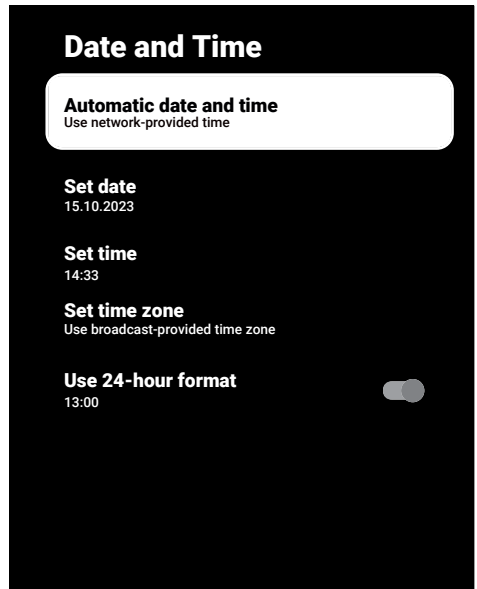 Date and Time
Automatic date and time
Use network-provided time
Set date
15.10.2023
Set time
14:33
Set time zone
Use broadcast-provided time zone
Use 24-hour format
13:00